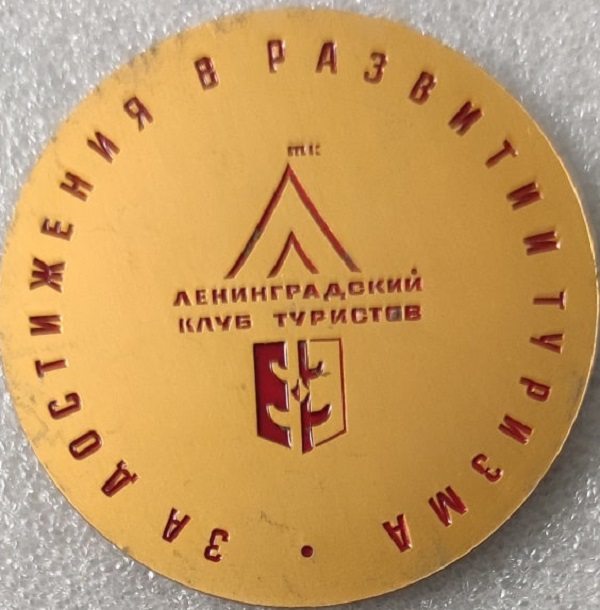 ЗА ДОСТИЖЕНИЯ В РАЗВИТИИ ТУРИЗМА
ЛЕНИНГРАДСКИЙ
КЛУБ ТУРИСТОВ